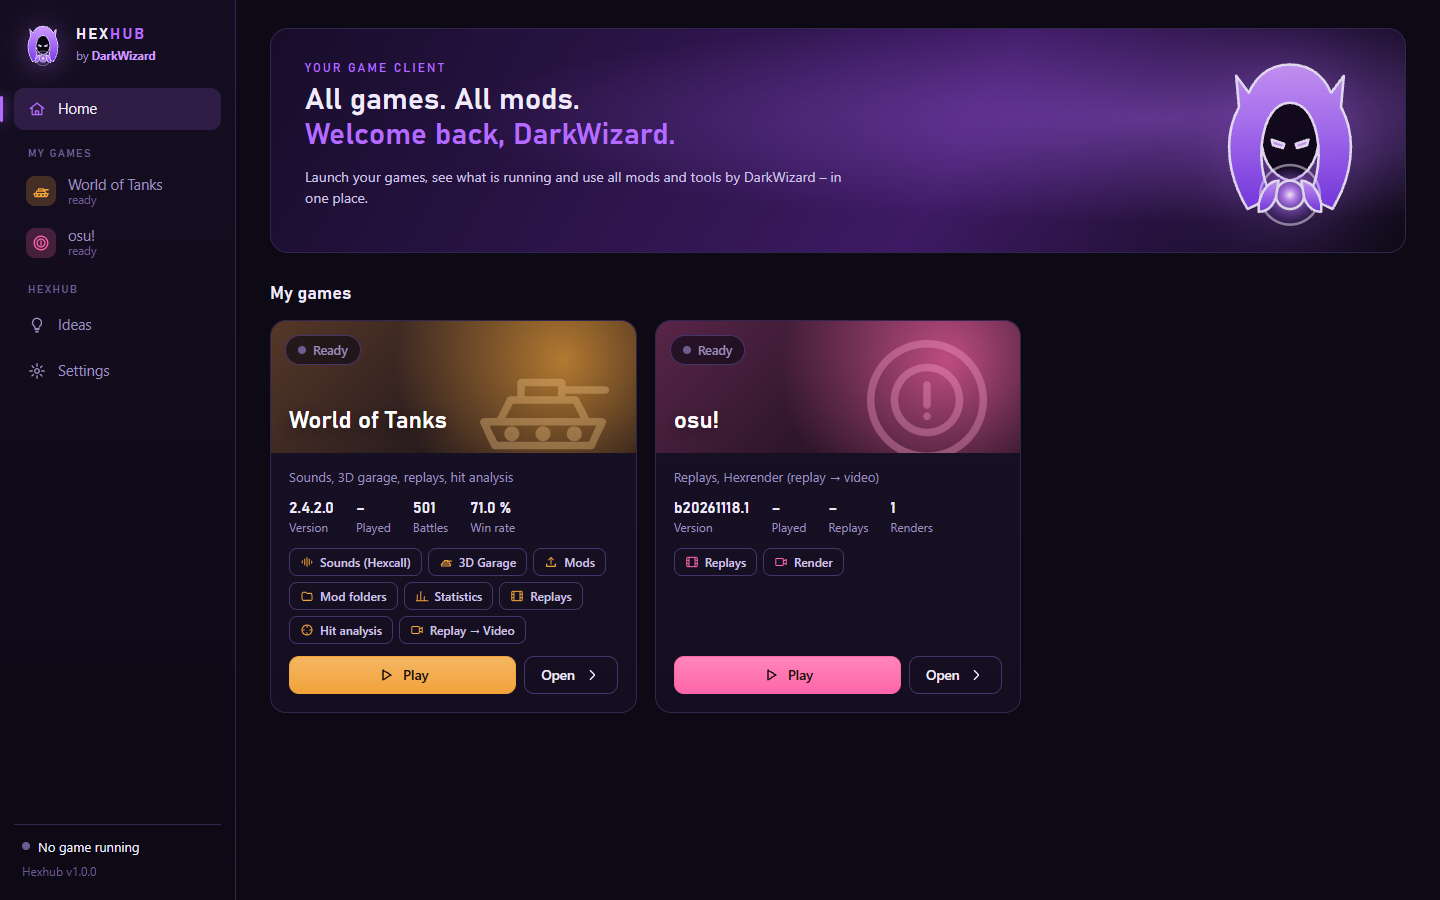 HEXHUB
by DarkWizard
Home
MY GAMES
World of Tanks
ready
osu!
ready
HEXHUB
Ideas
Settings
No game running
Hexhub v1.0.0
YOUR GAME CLIENT
All games. All mods.
Welcome back, DarkWizard.
Launch your games, see what is running and use all mods and tools by DarkWizard – in
one place.
My games
Ready
World of Tanks
Sounds, 3D garage, replays, hit analysis
2.4.2.0 – 501 71.0 %
Version Played Battles Win rate
Sounds (Hexcall) 3D Garage Mods
Mod folders Statistics Replays
Hit analysis Replay → Video
Play Open
Ready
osu!
Replays, Hexrender (replay → video)
b20261118.1 – – 1
Version Played Replays Renders
Replays Render
Play Open